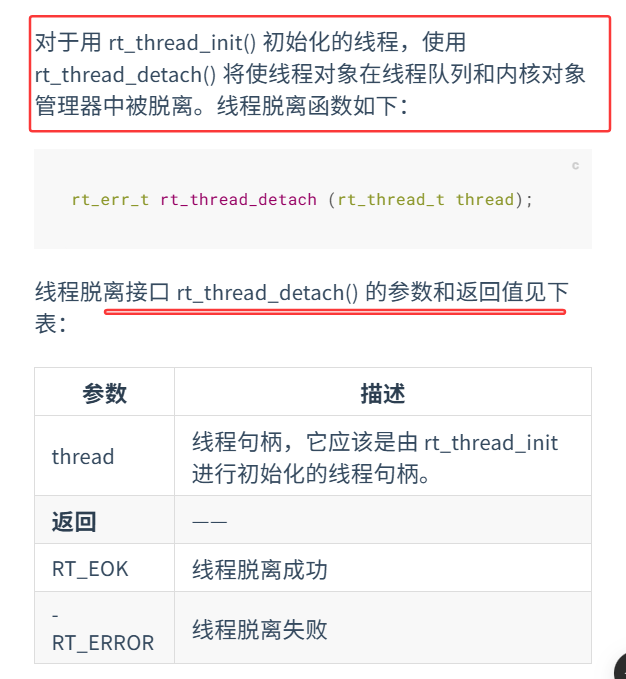 对于用 rt_thread_init() 初始化的线程，使用
rt_thread_detach() 将使线程对象在线程队列和内核对象
管理器中被脱离。线程脱离函数如下：
c
rt_err_t rt_thread_detach (rt_thread_t thread);
线程脱离接口 rt_thread_detach() 的参数和返回值见下
表：
参数 描述
thread 线程句柄，它应该是由 rt_thread_init
进行初始化的线程句柄。
返回 ——
RT_EOK 线程脱离成功
-
RT_ERROR 线程脱离失败